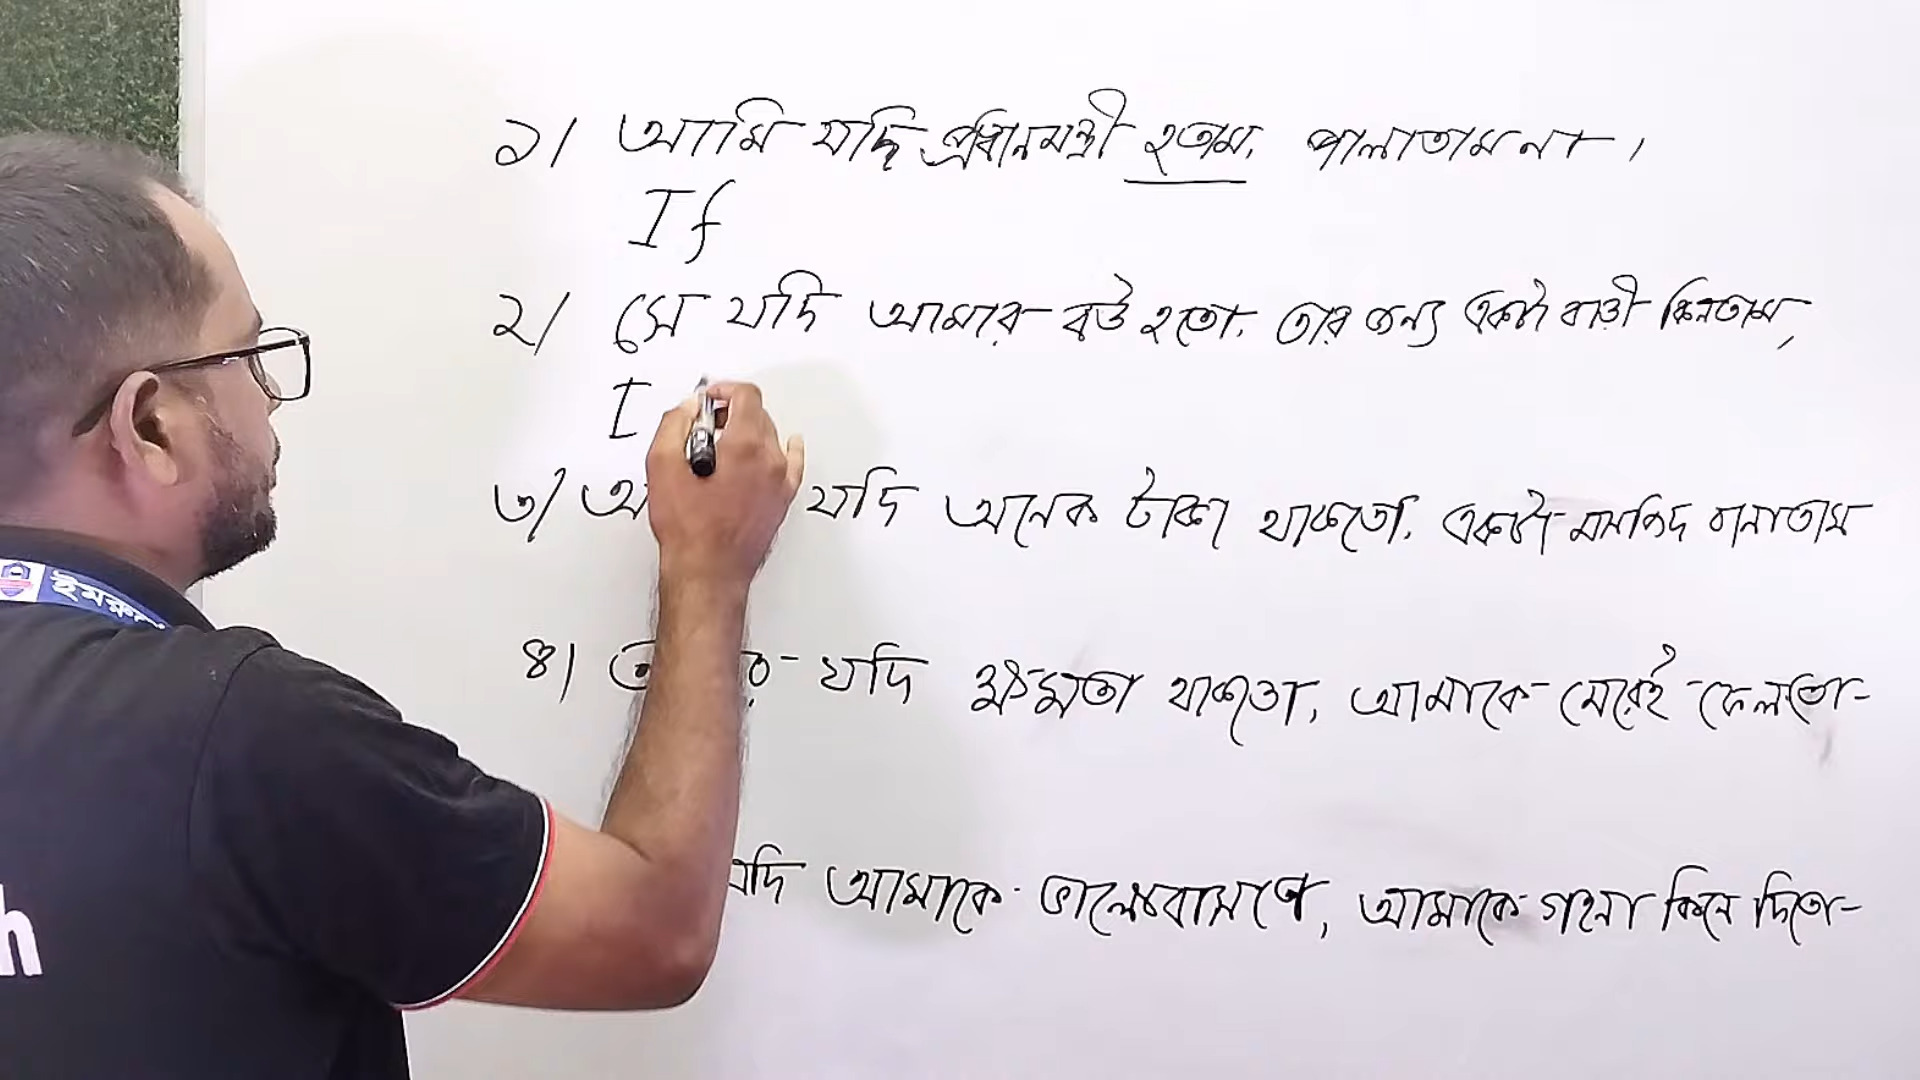 ১। আমি যদি প্রধানমন্ত্রী হতাম, পালাতাম না।
If
২। সে যদি আমার বউ হতো, তার জন্য একটা বাড়ী কিনতাম,
I
৩। যদি অনেক টাকা থাকতো, একটা মসজিদ বানাতাম
৪। যদি ক্ষমতা থাকতো, আমাকে মেরেই ফেলতো
যদি আমাকে ভালোবাসতো, আমাকে গহনা কিনে দিতো
h